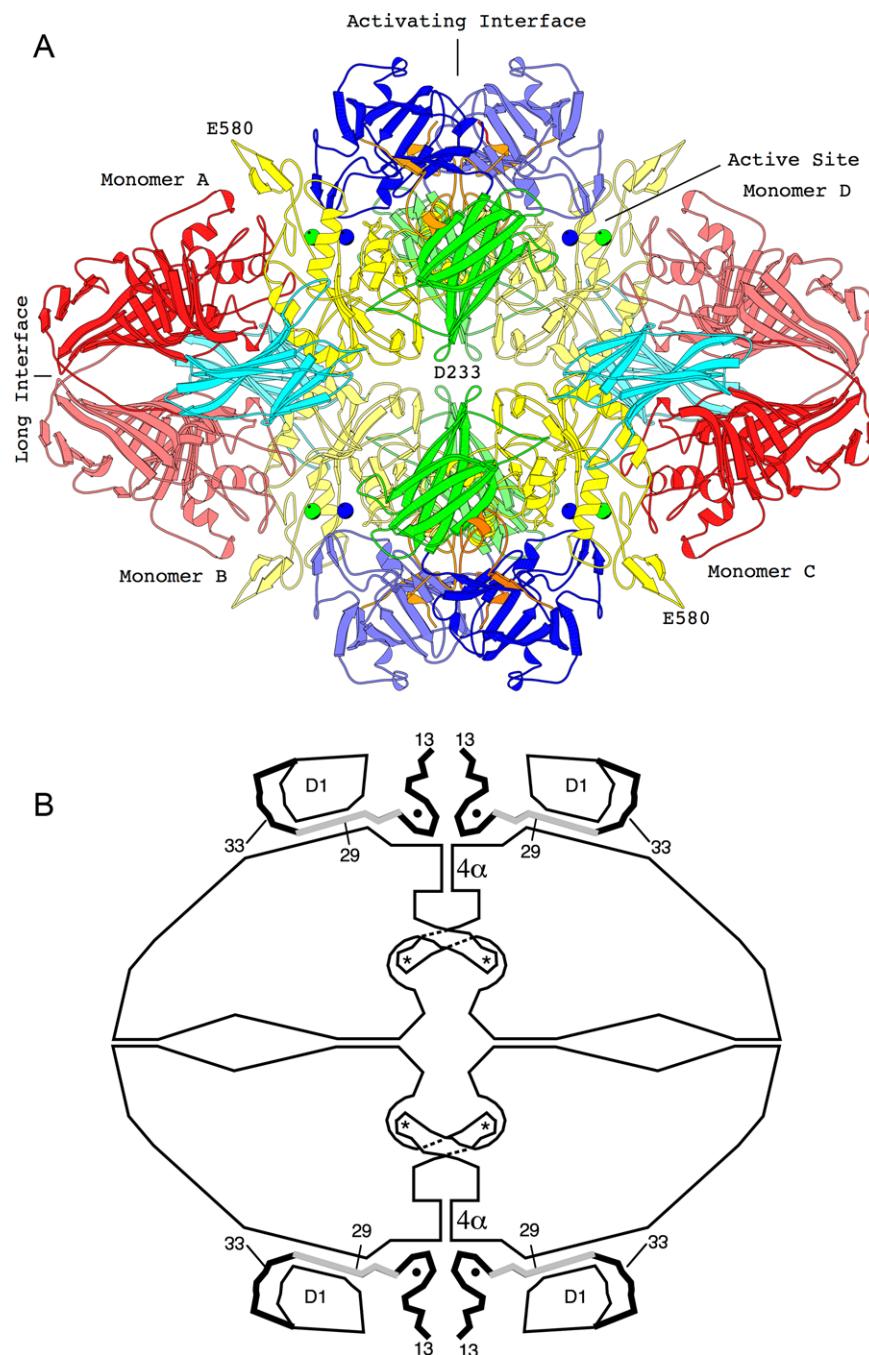 A
Activating Interface
E580
Active Site
Monomer A
Monomer D
Long Interface
D233
Monomer B
Monomer C
E580
B
13 13
D1 D1
33 29 29 33
4α
* *
* *
4α
33 29 29 33
D1 D1
13 13